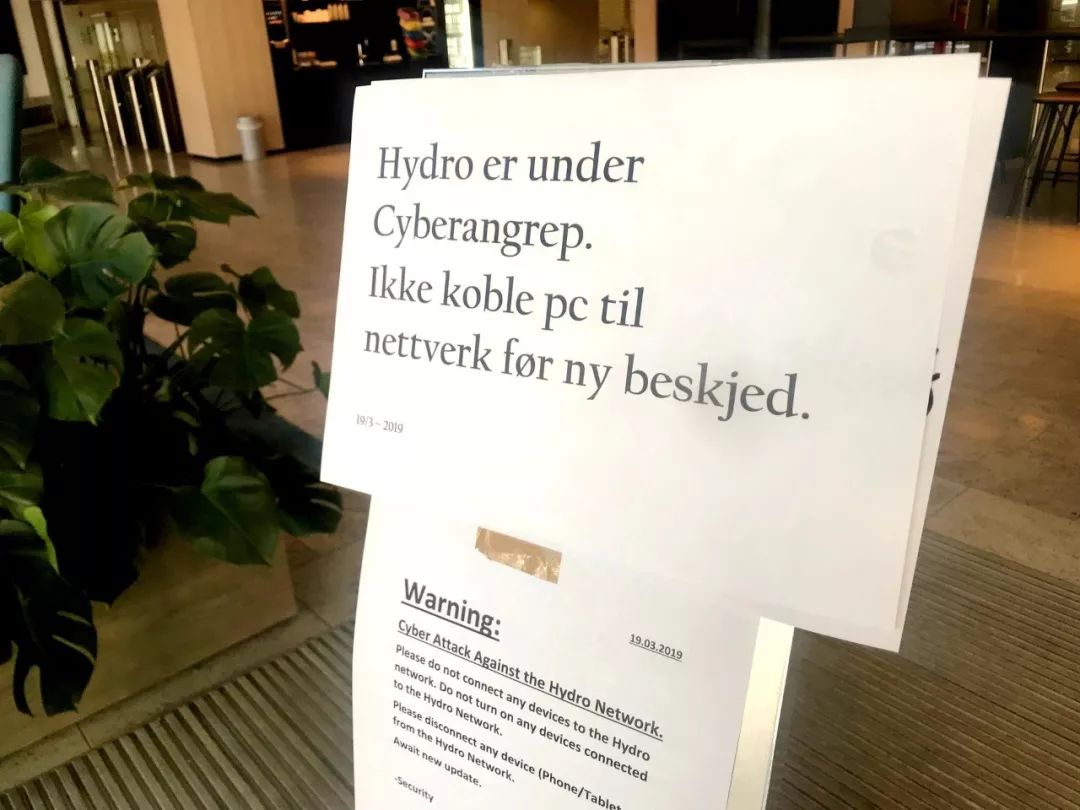 Hydro er under
Cyberangrep.
Ikke koble pc til
nettverk før ny beskjed.
19/3 – 2019
Warning:
19.03.2019
Cyber Attack Against the Hydro Network.
Please do not connect any devices to the Hydro
network. Do not turn on any devices connected
to the Hydro Network.
Please disconnect any device (Phone/Tablet
from the Hydro Network.
Await new update.
-Security